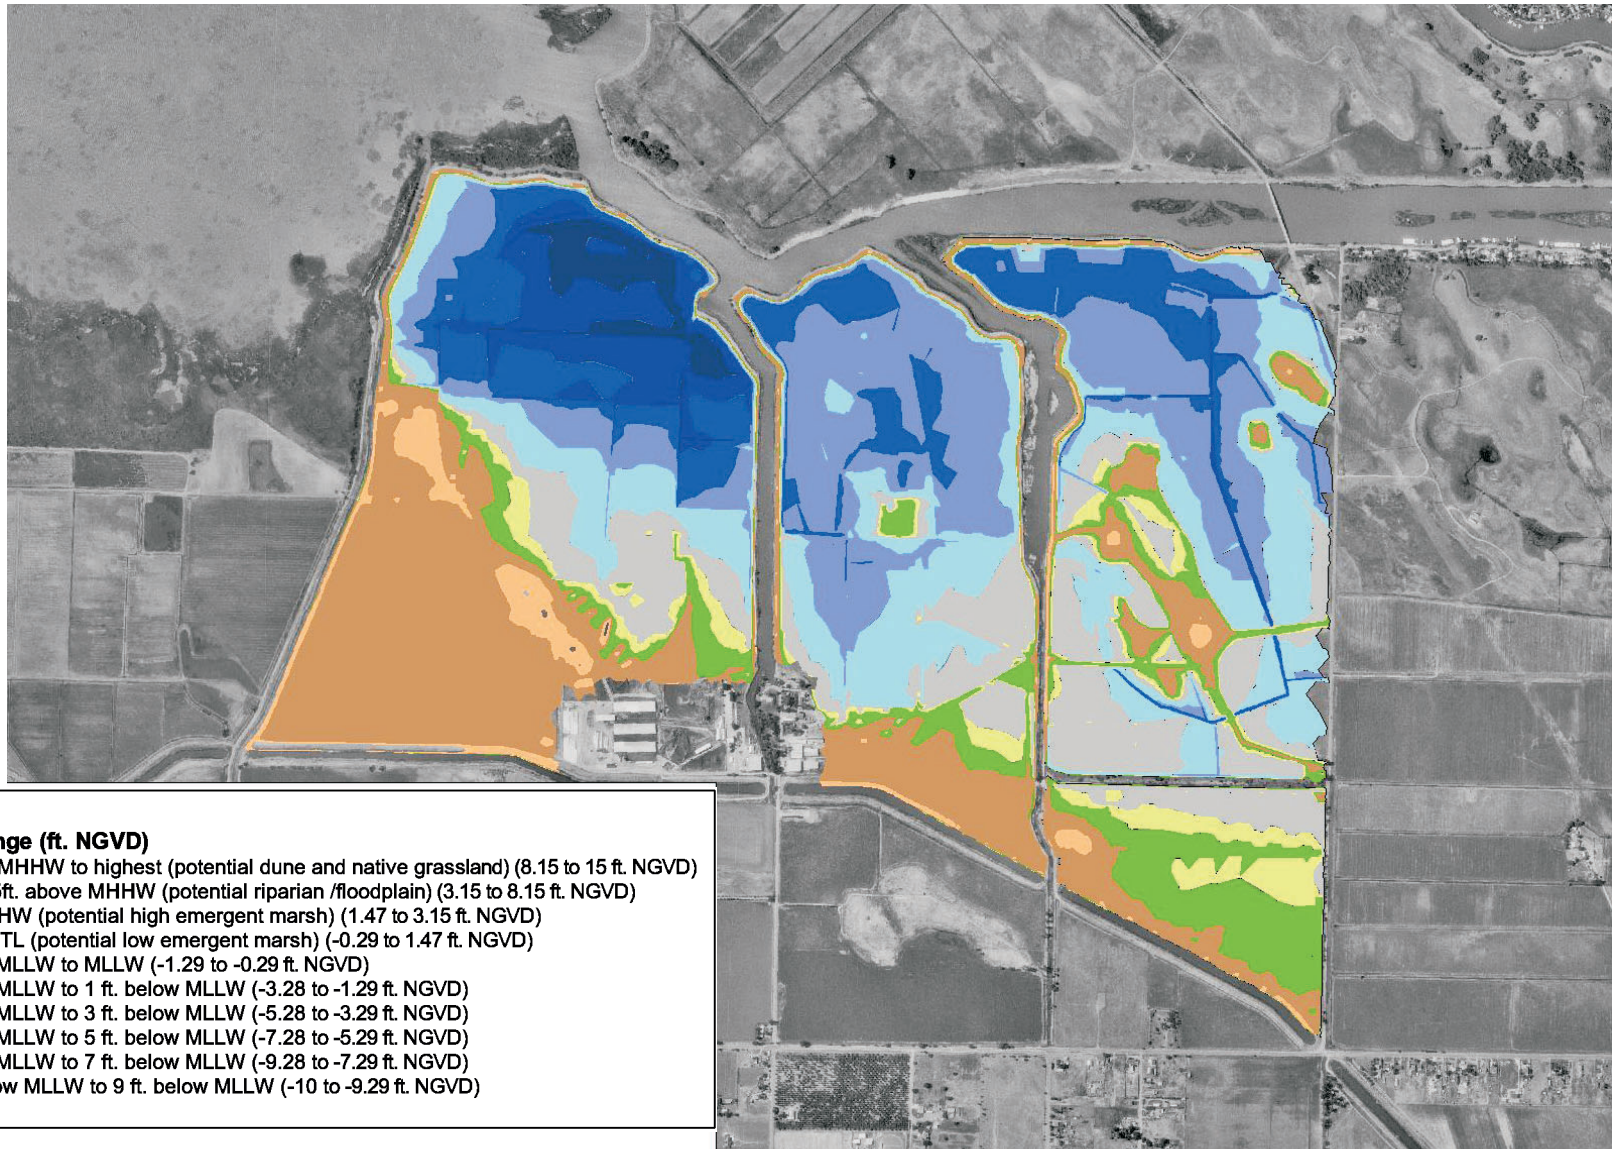 nge (ft. NGVD)
MHHW to highest (potential dune and native grassland) (8.15 to 15 ft. NGVD)
ft. above MHHW (potential riparian /floodplain) (3.15 to 8.15 ft. NGVD)
HW (potential high emergent marsh) (1.47 to 3.15 ft. NGVD)
TL (potential low emergent marsh) (-0.29 to 1.47 ft. NGVD)
MLLW to MLLW (-1.29 to -0.29 ft. NGVD)
MLLW to 1 ft. below MLLW (-3.28 to -1.29 ft. NGVD)
MLLW to 3 ft. below MLLW (-5.28 to -3.29 ft. NGVD)
MLLW to 5 ft. below MLLW (-7.28 to -5.29 ft. NGVD)
MLLW to 7 ft. below MLLW (-9.28 to -7.29 ft. NGVD)
ow MLLW to 9 ft. below MLLW (-10 to -9.29 ft. NGVD)